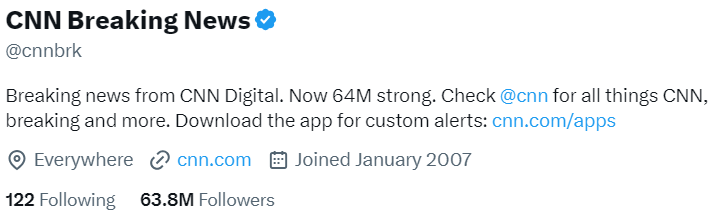 CNN Breaking News
@cnnbrk
Breaking news from CNN Digital. Now 64M strong. Check @cnn for all things CNN,
breaking and more. Download the app for custom alerts: cnn.com/apps
Everywhere cnn.com Joined January 2007
122 Following 63.8M Followers